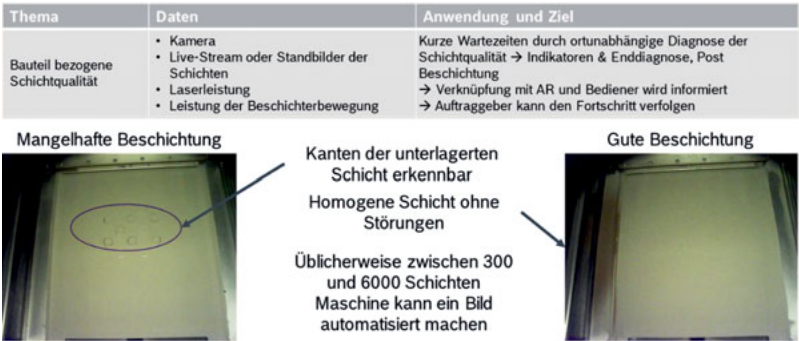 Thema Daten Anwendung und Ziel
Bauteil bezogene
Schichtqualität
• Kamera
• Live-Stream oder Standbilder der
Schichten
• Laserleistung
• Leistung der Beschichterbewegung
Kurze Wartezeiten durch ortunabhängige Diagnose der
Schichtqualität → Indikatoren & Enddiagnose, Post
Beschichtung
→ Verknüpfung mit AR und Bediener wird informiert
→ Auftraggeber kann den Fortschritt verfolgen
Mangelhafte Beschichtung
Kanten der unterlagerten
Schicht erkennbar
Homogene Schicht ohne
Störungen
Üblicherweise zwischen 300
und 6000 Schichten
Maschine kann ein Bild
automatisiert machen
Gute Beschichtung